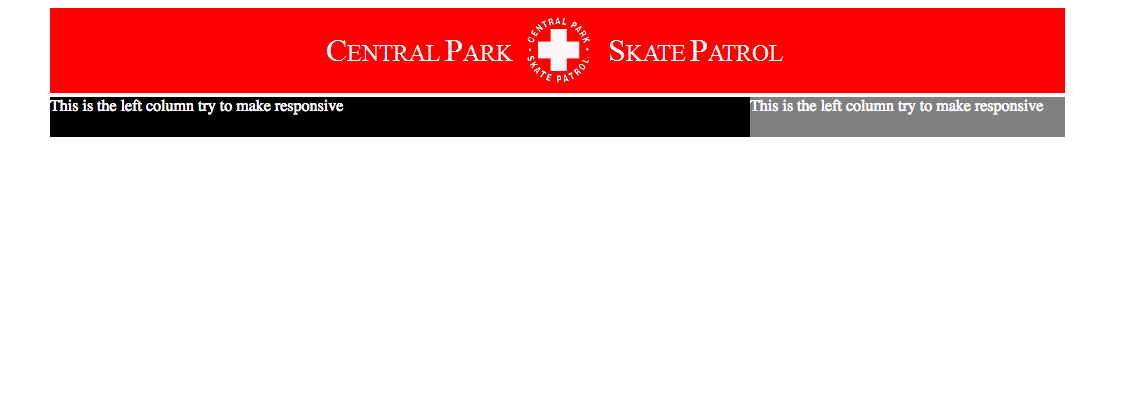 CENTRAL PARK CENTRAL PARK SKATE PATROL SKATE PATROL
This is the left column try to make responsive This is the left column try to make responsive